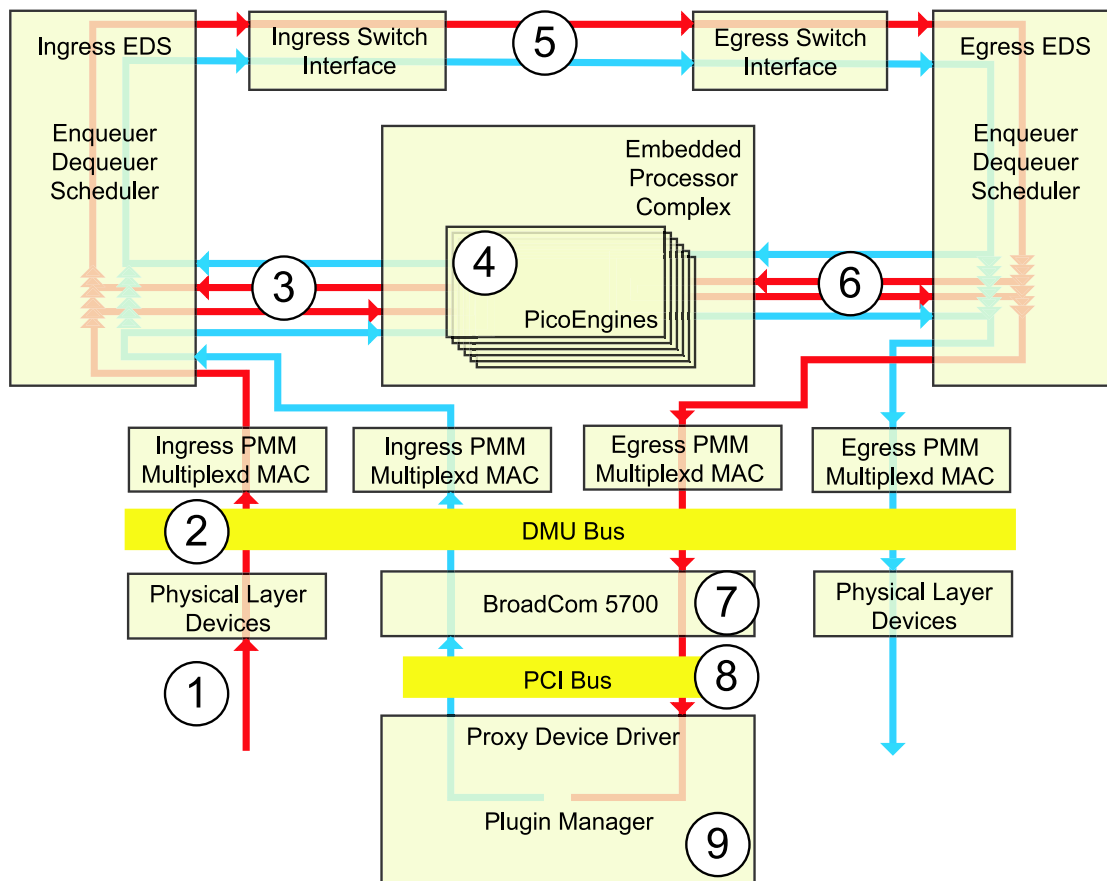 Ingress EDS
Enqueuer
Dequeuer
Scheduler
Ingress Switch
Interface
5
Egress Switch
Interface
Egress EDS
Enqueuer
Dequeuer
Scheduler
Embedded
Processor
Complex
4
PicoEngines
3
6
Ingress PMM
Multiplexd MAC
Ingress PMM
Multiplexd MAC
Egress PMM
Multiplexd MAC
Egress PMM
Multiplexd MAC
2
DMU Bus
Physical Layer
Devices
BroadCom 5700
7
Physical Layer
Devices
1
PCI Bus
8
Proxy Device Driver
Plugin Manager
9